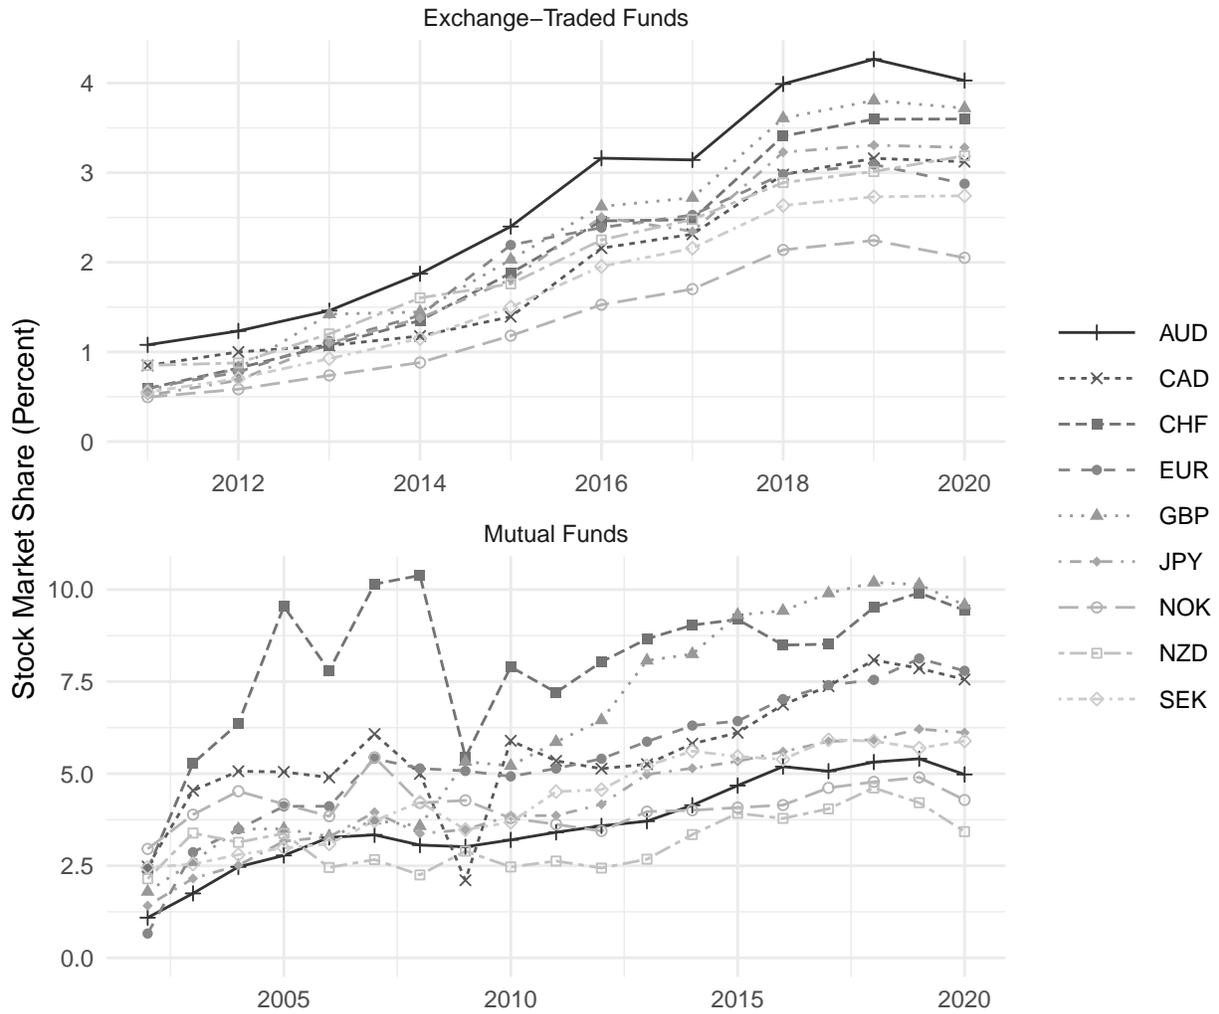 Exchange−Traded Funds
4
3
2
1
0
2012 2014 2016 2018 2020
Stock Market Share (Percent)
Mutual Funds
10.0
7.5
5.0
2.5
0.0
2005 2010 2015 2020
AUD
CAD
CHF
EUR
GBP
JPY
NOK
NZD
SEK